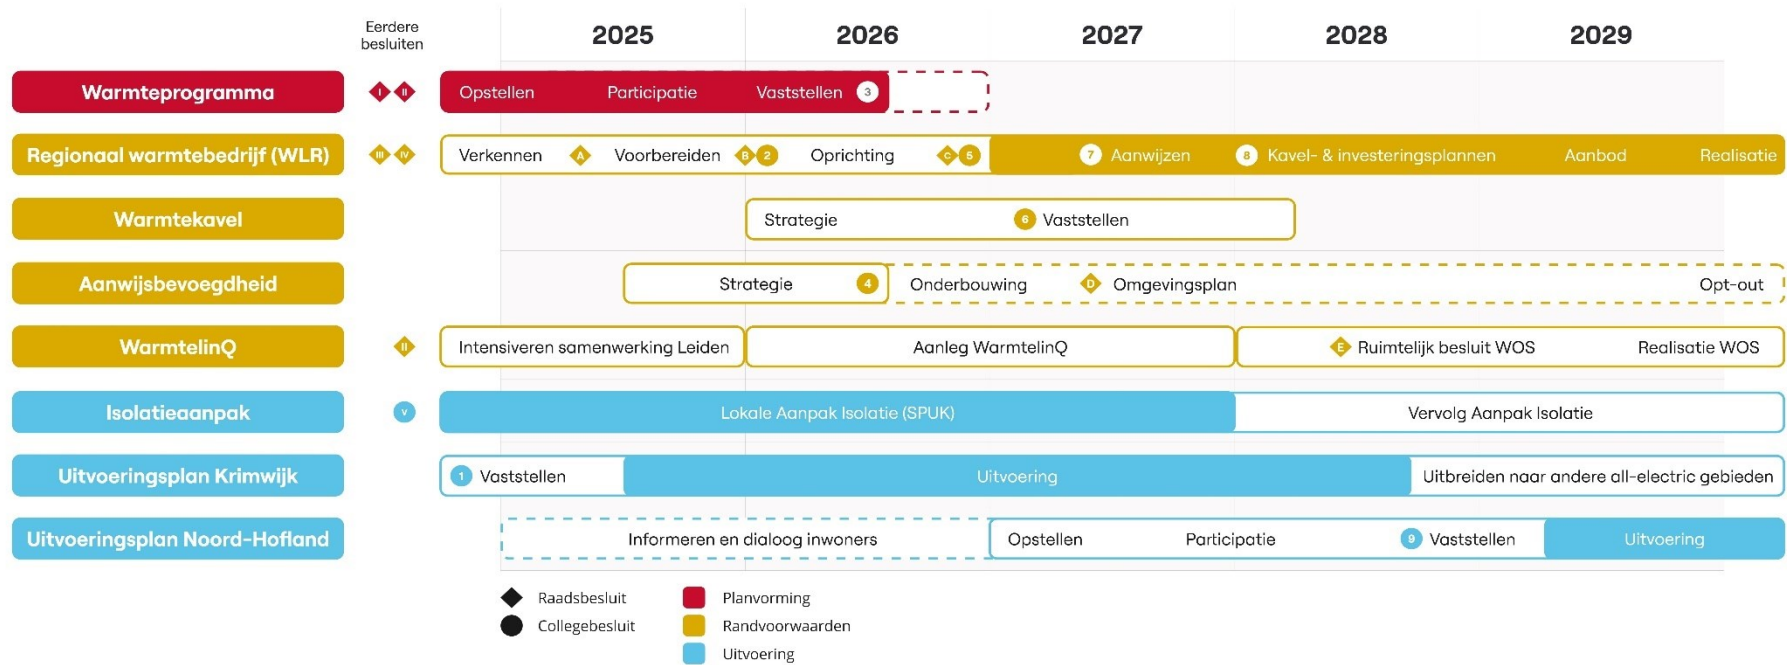 Eerdere
besluiten
2025 2026 2027 2028 2029
Warmteprogramma I II Opstellen Participatie Vaststellen 3
Regionaal warmtebedrijf (WLR) III IV Verkennen A Voorbereiden B 2 Oprichting C 5 7 Aanwijzen 8 Kavel- & investeringsplannen Aanbod Realisatie
Warmtekavel Strategie 6 Vaststellen
Aanwijsbevoegdheid Strategie 4 Onderbouwing D Omgevingsplan Opt-out
WarmtelinQ II Intensiveren samenwerking Leiden Aanleg WarmtelinQ E Ruimtelijk besluit WOS Realisatie WOS
Isolatieaanpak V Lokale Aanpak Isolatie (SPUK) Vervolg Aanpak Isolatie
Uitvoeringsplan Krimwijk 1 Vaststellen Uitvoering Uitbreiden naar andere all-electric gebieden
Uitvoeringsplan Noord-Hofland Informeren en dialoog inwoners Opstellen Participatie 9 Vaststellen Uitvoering
Raadsbesluit Planvorming
Collegebesluit Randvoorwaarden
Uitvoering